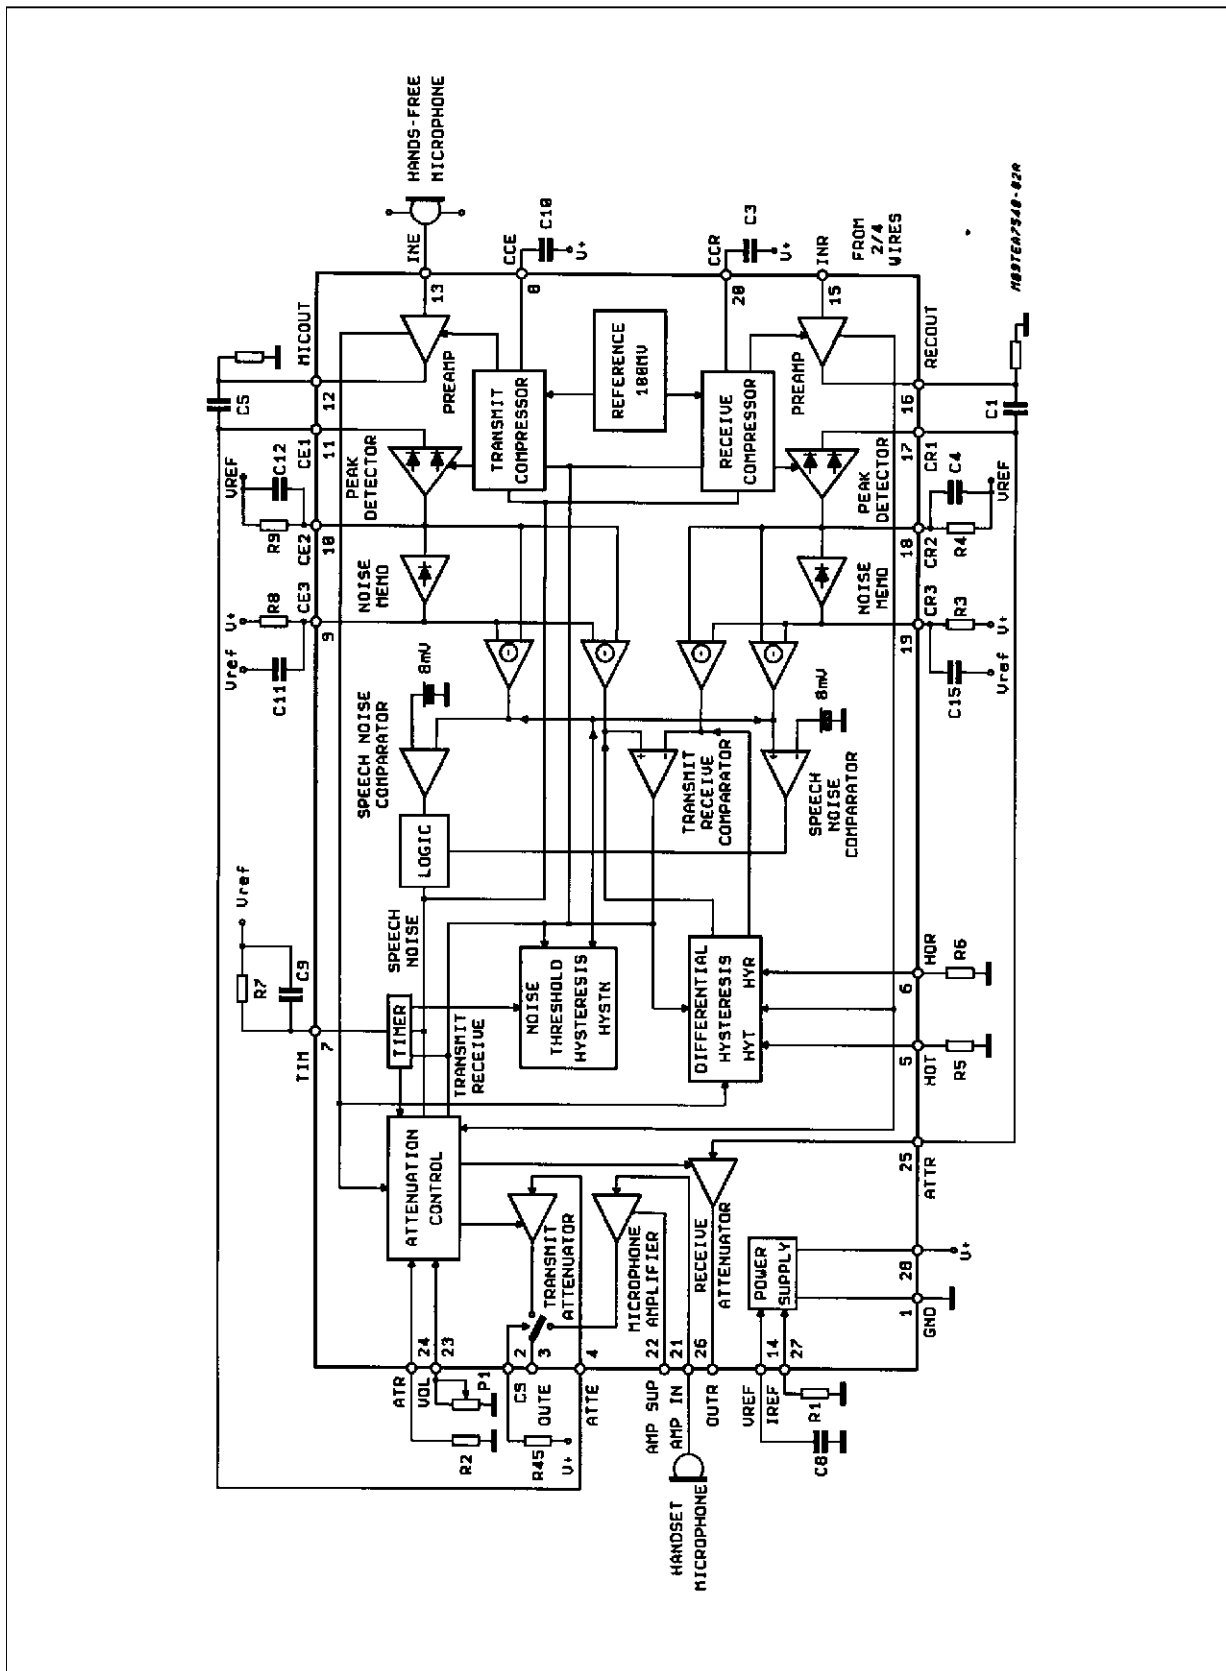 HANDS-FREE
MICROPHONE
INE
13
CCE
8
C10
V+
CCR
20
C3
V+
INR
15
FROM
2/4
WIRES
M89TEA7540-02A
MICOUT
12
C5
PREAMP
TRANSMIT
COMPRESSOR
REFERENCE
100MV
RECEIVE
COMPRESSOR
PREAMP
RECOUT
16
C1
11
CE1
C12
VREF
R9
CE2
10
PEAK
DETECTOR
PEAK
DETECTOR
17
CR1
C4
VREF
R4
CR2
18
NOISE
MEMO
NOISE
MEMO
CE3
9
R8
V+
Vref
C11
CR3
19
R3
V+
Vref
C15
8mV
8mV
SPEECH NOISE
COMPARATOR
TRANSMIT
RECEIVE
COMPARATOR
SPEECH
NOISE
COMPARATOR
LOGIC
SPEECH
NOISE
Vref
R7
C9
TIM
7
TIMER
TRANSMIT
RECEIVE
NOISE
THRESHOLD
HYSTERESIS
HYSTN
DIFFERENTIAL
HYSTERESIS
HYT HYR
HOR
6
R6
HOT
5
R5
ATTENUATION
CONTROL
TRANSMIT
ATTENUATOR
MICROPHONE
AMPLIFIER
RECEIVE
ATTENUATOR
25
ATTR
POWER
SUPPLY
28
V+
1
GND
24
23
2
3
4
22
21
26
14
27
ATR
VOL
P1
R2
CS
OUTE
ATTE
R45
V+
AMP SUP
AMP IN
OUTR
VREF
IREF
R1
C8
HANDSET
MICROPHONE